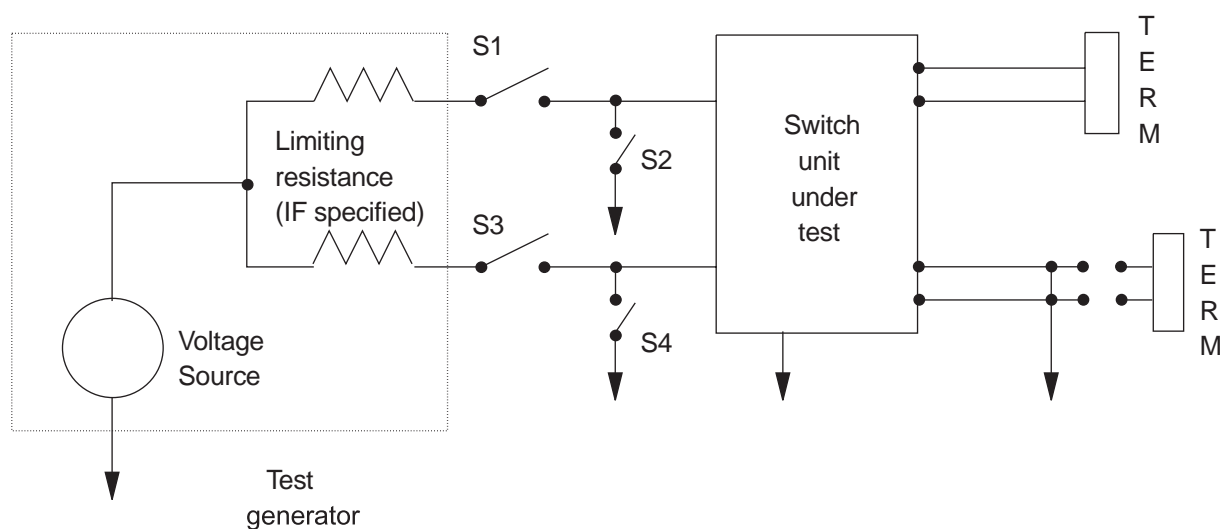 S1
T
E
R
M
Limiting
resistance
(IF specified)
S2
Switch
unit
under
test
S3
T
E
R
M
S4
Voltage
Source
Test
generator